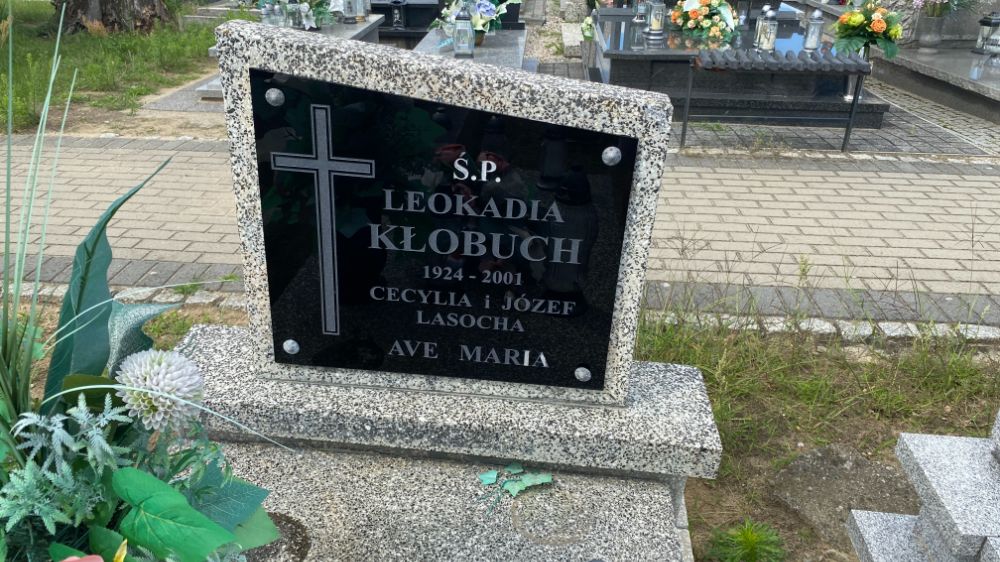 Ś.P.
LEOKADIA
KŁOBUCH
1924 - 2001
CECYLIA i JÓZEF
LASOCHA
AVE MARIA